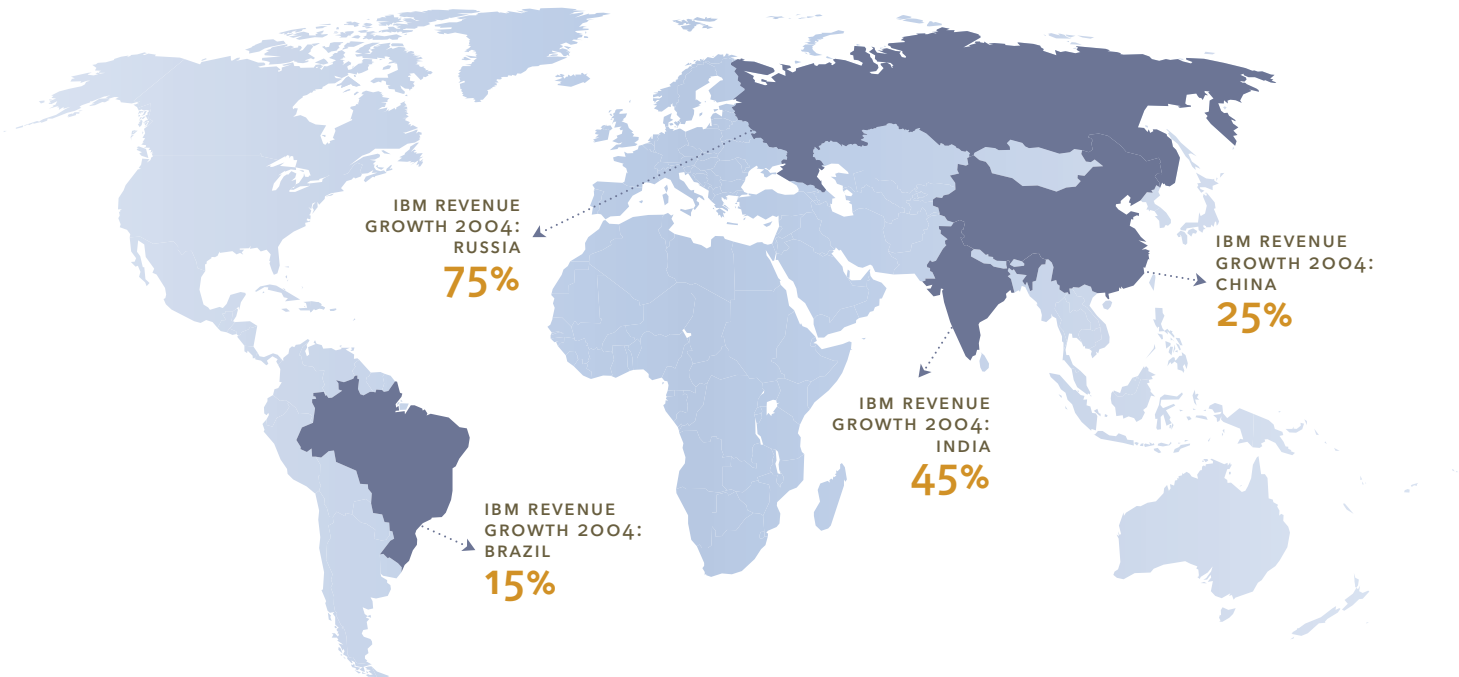 IBM REVENUE
GROWTH 2004:
RUSSIA
75%
IBM REVENUE
GROWTH 2004:
CHINA
25%
IBM REVENUE
GROWTH 2004:
INDIA
45%
IBM REVENUE
GROWTH 2004:
BRAZIL
15%